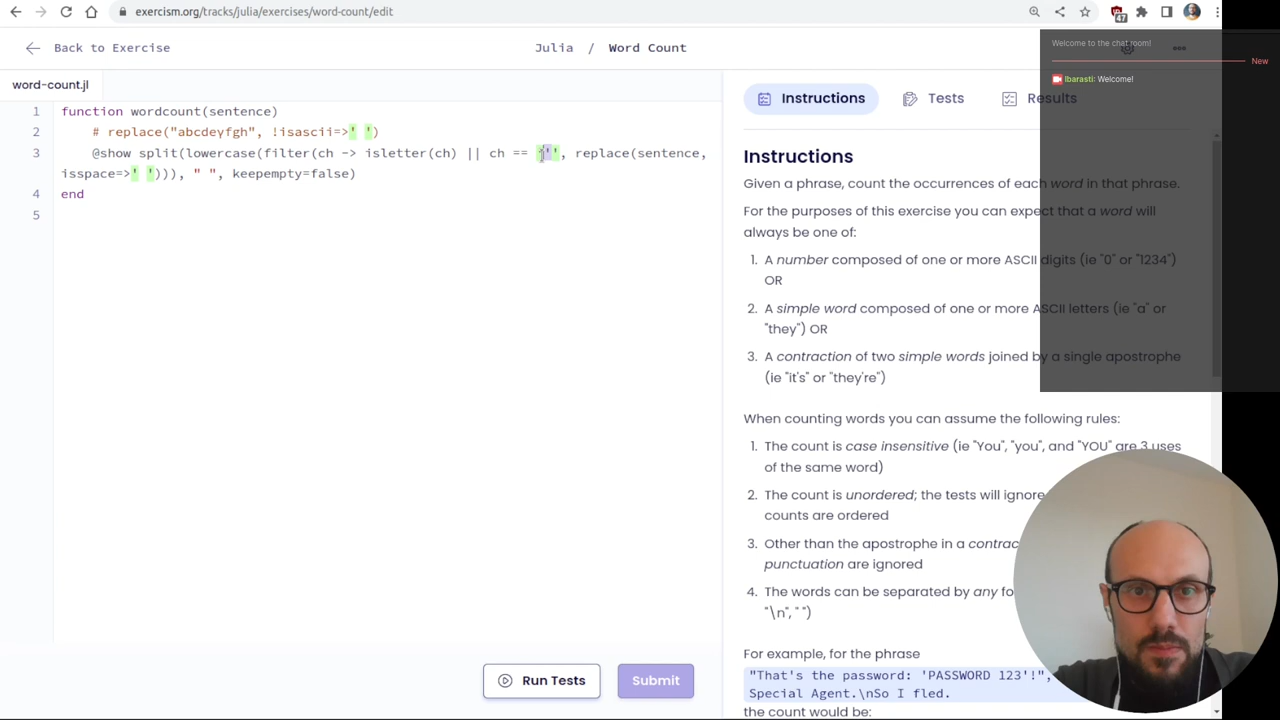 exercism.org/tracks/julia/exercises/word-count/edit
47
Back to Exercise
Julia / Word Count
Welcome to the chat room!
New
lbarasti: Welcome!
word-count.jl
1 function wordcount(sentence)
2 # replace("abcdeyfgh", !isascii=>' ')
3 @show split(lowercase(filter(ch -> isletter(ch) || ch == ''', replace(sentence,
isspace=>' '))), " ", keepempty=false)
4 end
5
Run Tests
Submit
Instructions
Tests
Results
Instructions
Given a phrase, count the occurrences of each word in that phrase.
For the purposes of this exercise you can expect that a word will
always be one of:
1. A number composed of one or more ASCII digits (ie "0" or "1234")
OR
2. A simple word composed of one or more ASCII letters (ie "a" or
"they") OR
3. A contraction of two simple words joined by a single apostrophe
(ie "it's" or "they're")
When counting words you can assume the following rules:
1. The count is case insensitive (ie "You", "you", and "YOU" are 3 uses
of the same word)
2. The count is unordered; the tests will ignore
counts are ordered
3. Other than the apostrophe in a
punctuation are ignored
4. The words can be separated by any
"\n", " ")
For example, for the phrase
"That's the password: 'PASSWORD 123'!",
Special Agent.\nSo I fled.
the count would be: